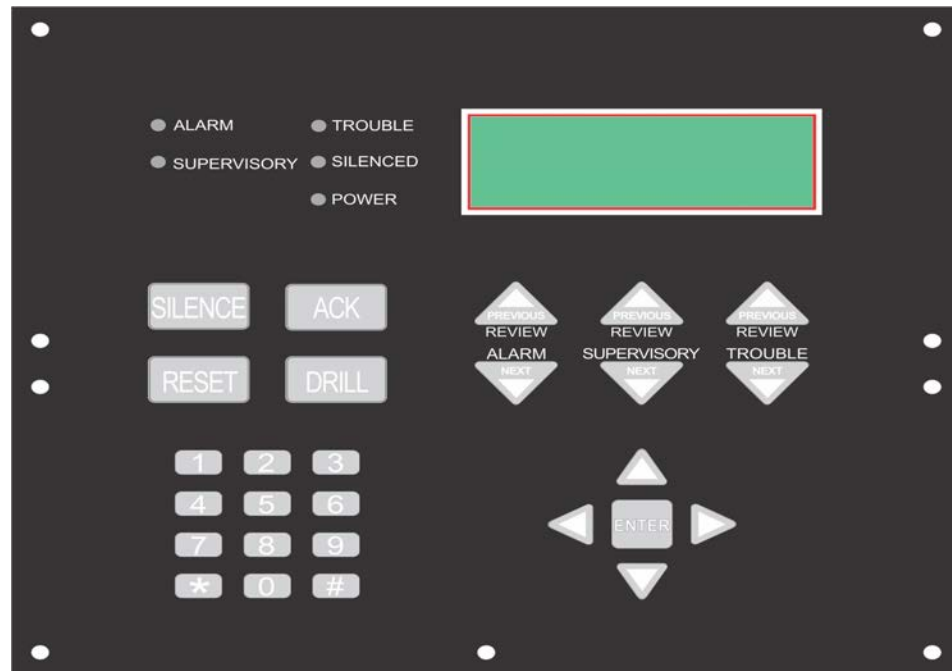 ALARM TROUBLE
SUPERVISORY SILENCED
POWER
SILENCE ACK
PREVIOUS PREVIOUS PREVIOUS
REVIEW REVIEW REVIEW
ALARM SUPERVISORY TROUBLE
NEXT NEXT NEXT
RESET DRILL
1 2 3
4 5 6
7 8 9
* 0 #
ENTER